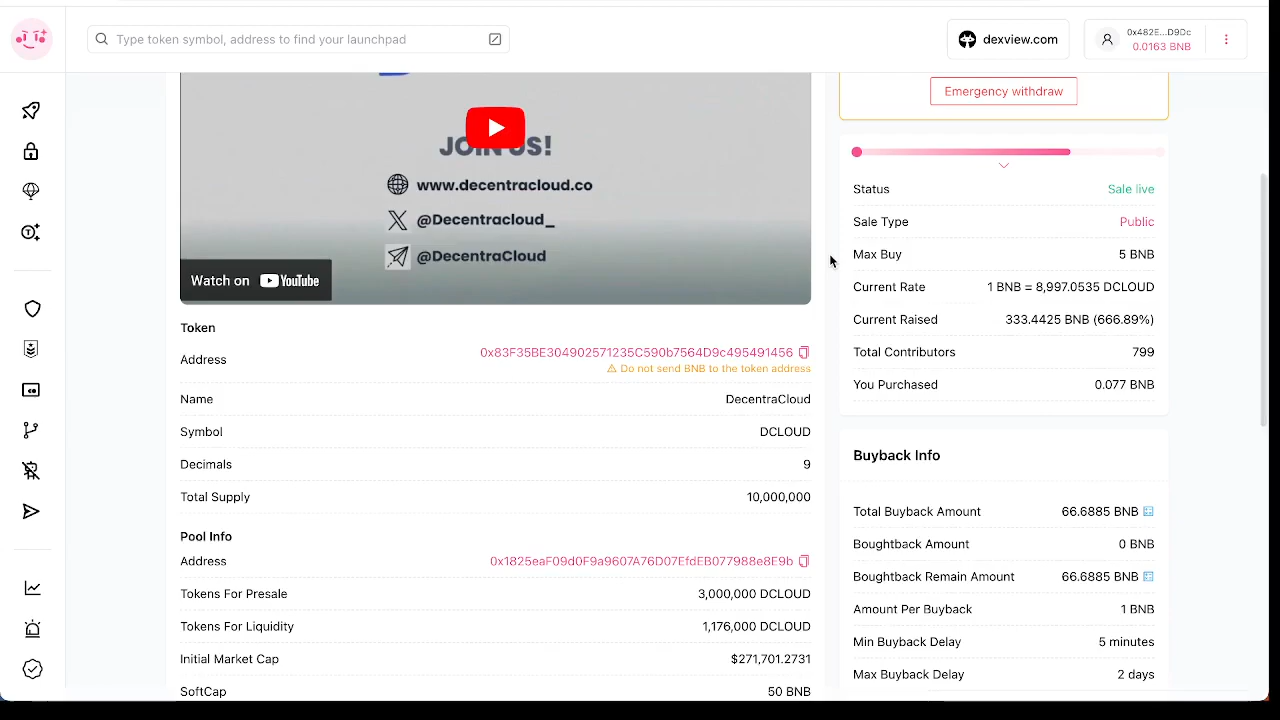 Type token symbol, address to find your launchpad
dexview.com
0x482E...D9Dc
0.0163 BNB
JOIN US!
www.decentracloud.co
@Decentracloud_
@DecentraCloud
Watch on YouTube
Token
Address 0x83F35BE304902571235C590b7564D9c495491456
Do not send BNB to the token address
Name DecentraCloud
Symbol DCLOUD
Decimals 9
Total Supply 10,000,000
Pool Info
Address 0x1825eaF09d0F9a9607A76D07EfdEB077988e8E9b
Tokens For Presale 3,000,000 DCLOUD
Tokens For Liquidity 1,176,000 DCLOUD
Initial Market Cap $271,701.2731
SoftCap 50 BNB
Emergency withdraw
Status Sale live
Sale Type Public
Max Buy 5 BNB
Current Rate 1 BNB = 8,997.0535 DCLOUD
Current Raised 333.4425 BNB (666.89%)
Total Contributors 799
You Purchased 0.077 BNB
Buyback Info
Total Buyback Amount 66.6885 BNB
Boughtback Amount 0 BNB
Boughtback Remain Amount 66.6885 BNB
Amount Per Buyback 1 BNB
Min Buyback Delay 5 minutes
Max Buyback Delay 2 days